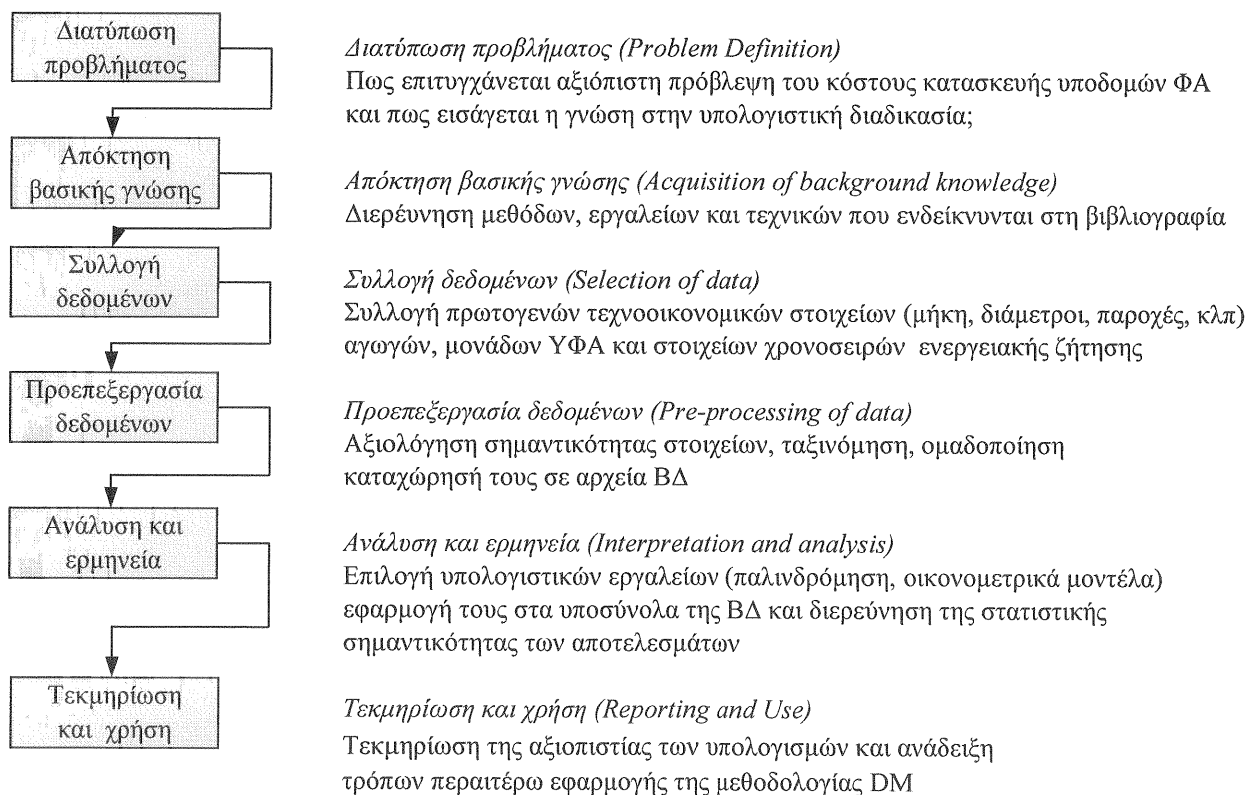 Διατύπωση
προβλήματος
Διατύπωση προβλήματος (Problem Definition)
Πως επιτυγχάνεται αξιόπιστη πρόβλεψη του κόστους κατασκευής υποδομών ΦΑ
και πως εισάγεται η γνώση στην υπολογιστική διαδικασία;
Απόκτηση
βασικής γνώσης
Απόκτηση βασικής γνώσης (Acquisition of background knowledge)
Διερέυνηση μεθόδων, εργαλείων και τεχνικών που ενδείκνυνται στη βιβλιογραφία
Συλλογή
δεδομένων
Συλλογή δεδομένων (Selection of data)
Συλλογή πρωτογενών τεχνοοικονομικών στοιχείων (μήκη, διάμετροι, παροχές, κλπ)
αγωγών, μονάδων ΥΦΑ και στοιχείων χρονοσειρών ενεργειακής ζήτησης
Προεπεξεργασία
δεδομένων
Προεπεξεργασία δεδομένων (Pre-processing of data)
Αξιολόγηση σημαντικότητας στοιχείων, ταξινόμηση, ομαδοποίηση
καταχώρησή τους σε αρχεία ΒΔ
Ανάλυση και
ερμηνεία
Ανάλυση και ερμηνεία (Interpretation and analysis)
Επιλογή υπολογιστικών εργαλείων (παλινδρόμηση, οικονομετρικά μοντέλα)
εφαρμογή τους στα υποσύνολα της ΒΔ και διερεύνηση της στατιστικής
σημαντικότητας των αποτελεσμάτων
Τεκμηρίωση
και χρήση
Τεκμηρίωση και χρήση (Reporting and Use)
Τεκμηρίωση της αξιοπιστίας των υπολογισμών και ανάδειξη
τρόπων περαιτέρω εφαρμογής της μεθοδολογίας DM